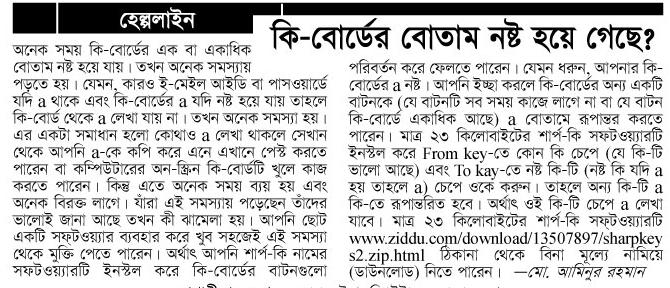 হেল্পলাইন
কি-বোর্ডের বোতাম নষ্ট হয়ে গেছে?
অনেক সময় কি-বোর্ডের এক বা একাধিক
বোতাম নষ্ট হয়ে যায়। তখন অনেক সমস্যায়
পড়তে হয়। যেমন, কারও ই-মেইল আইডি বা পাসওয়ার্ডে
যদি a থাকে এবং কি-বোর্ডের a যদি নষ্ট হয়ে যায় তাহলে
কি-বোর্ড থেকে a লেখা যায় না। তখন অনেক সমস্যা হয়।
এর একটা সমাধান হলো কোথাও a লেখা থাকলে সেখান
থেকে আপনি a-কে কপি করে এনে এখানে পেস্ট করতে
পারেন বা কম্পিউটারের অন-স্ক্রিন কি-বোর্ডটি খুলে কাজ
করতে পারেন। কিন্তু এতে অনেক সময় ব্যয় হয় এবং
অনেক বিরক্ত লাগে। যাঁরা এই সমস্যায় পড়েছেন তাঁদের
ভালোই জানা আছে তখন কী ঝামেলা হয়। আপনি ছোট
একটি সফটওয়্যার ব্যবহার করে খুব সহজেই এই সমস্যা
থেকে মুক্তি পেতে পারেন। অর্থাৎ আপনি শার্প-কি নামের
সফটওয়্যারটি ইনস্টল করে কি-বোর্ডের বাটনগুলো
পরিবর্তন করে ফেলতে পারেন। যেমন ধরুন, আপনার কি-
বোর্ডের a নষ্ট। আপনি ইচ্ছা করলে কি-বোর্ডের অন্য একটি
বাটনকে (যে বাটনটি সব সময় কাজে লাগে না বা যে বাটন
কি-বোর্ডে একাধিক আছে) a বোতামে রূপান্তর করতে
পারেন। মাত্র ২৩ কিলোবাইটের শার্প-কি সফটওয়্যারটি
ইনস্টল করে From key-তে কোন কি চেপে (যে কি-টি
ভালো আছে) এবং To kay-তে নষ্ট কি-টি (নষ্ট কি যদি a
হয় তাহলে a) চেপে ওকে করুন। তাহলে অন্য কি-টি a
কি-তে রূপান্তরিত হবে। অর্থাৎ ওই কি-টি চেপে a লেখা
যাবে। মাত্র ২৩ কিলোবাইটের শার্প-কি সফটওয়্যারটি
www.ziddu.com/download/13507897/sharpkey
s2.zip.html ঠিকানা থেকে বিনা মূল্যে নামিয়ে
(ডাউনলোড) নিতে পারেন। —মো. আমিনুর রহমান